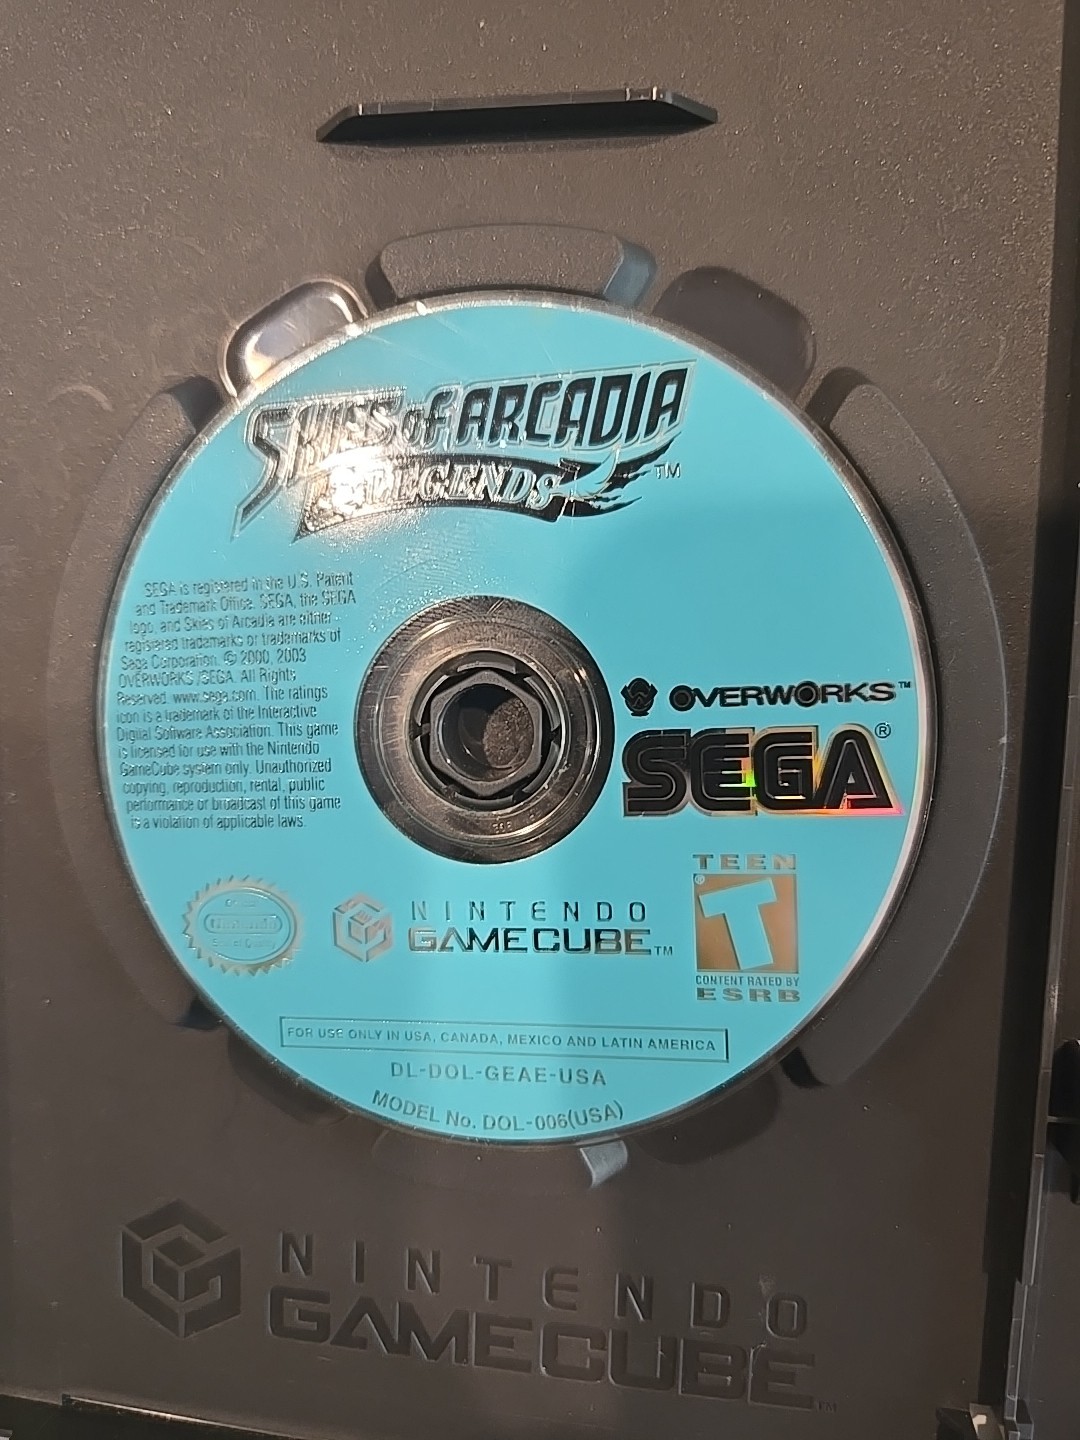 SKIES OF ARCADIA
LEGENDS ™
SEGA is registered in the U.S. Patent
and Trademark Office. SEGA, the SEGA
logo, and Skies of Arcadia are either
registered trademarks or trademarks of
Sega Corporation. © 2000, 2003
OVERWORKS /SEGA. All Rights
Reserved. www.sega.com. The ratings
icon is a trademark of the Interactive
Digital Software Association. This game
is licensed for use with the Nintendo
GameCube system only. Unauthorized
copying, reproduction, rental, public
performance or broadcast of this game
is a violation of applicable laws.
OVERWORKS™
SEGA®
Nintendo
Seal of Quality
NINTENDO
GAMECUBE™
TEEN
T
®
CONTENT RATED BY
ESRB
FOR USE ONLY IN USA, CANADA, MEXICO AND LATIN AMERICA
DL-DOL-GEAE-USA
MODEL No. DOL-006(USA)
NINTENDO
GAMECUBE™